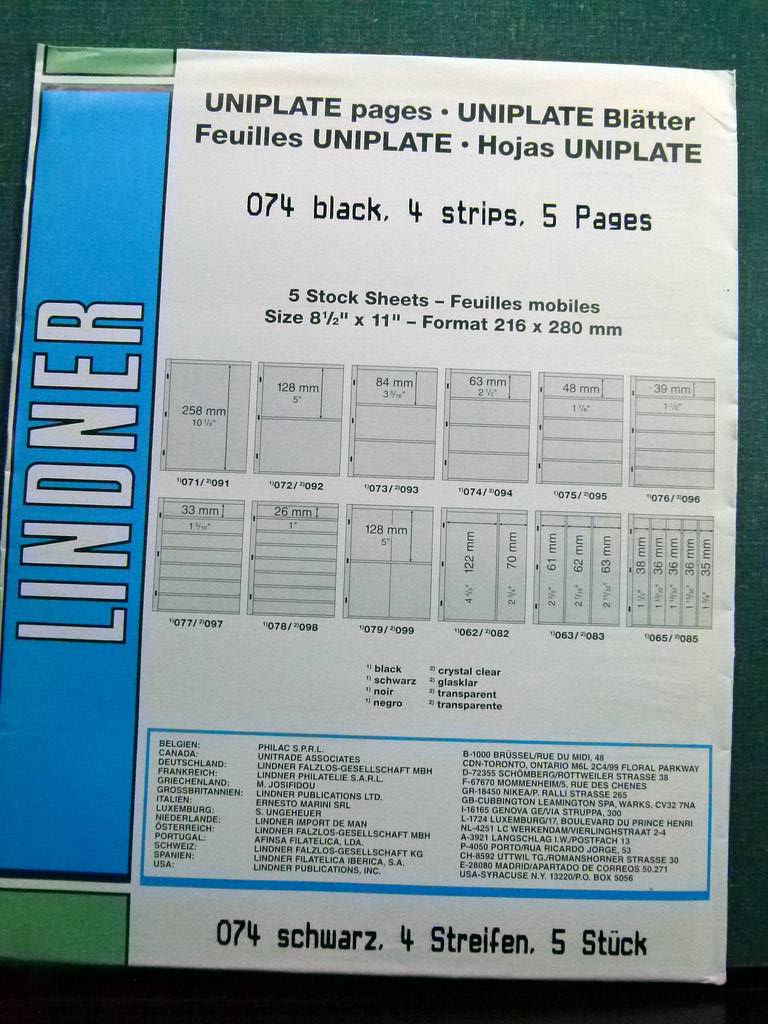 LINDNER
UNIPLATE pages • UNIPLATE Blätter
Feuilles UNIPLATE • Hojas UNIPLATE
074 black, 4 strips, 5 Pages
5 Stock Sheets – Feuilles mobiles
Size 8½" x 11" – Format 216 x 280 mm
258 mm 128 mm 84 mm 63 mm 48 mm 39 mm
5"
¹⁾071/²⁾091 ¹⁾072/²⁾092 ¹⁾073/²⁾093 ¹⁾074/²⁾094 ¹⁾075/²⁾095 ¹⁾076/²⁾096
33 mm 26 mm 128 mm 122 mm 70 mm 61 mm 62 mm 63 mm 38 mm 36 mm 36 mm 36 mm 35 mm
1" 5"
¹⁾077/²⁾097 ¹⁾078/²⁾098 ¹⁾079/²⁾099 ¹⁾062/²⁾082 ¹⁾063/²⁾083 ¹⁾065/²⁾085
¹⁾ black ²⁾ crystal clear
¹⁾ schwarz ²⁾ glasklar
¹⁾ noir ²⁾ transparent
¹⁾ negro ²⁾ transparente
BELGIEN: PHILAC S.P.R.L. B-1000 BRÜSSEL/RUE DU MIDI, 48
CANADA: UNITRADE ASSOCIATES CDN-TORONTO, ONTARIO M6L 2C4/99 FLORAL PARKWAY
DEUTSCHLAND: LINDNER FALZLOS-GESELLSCHAFT MBH D-72355 SCHÖMBERG/ROTTWEILER STRASSE 38
FRANKREICH: LINDNER PHILATELIE S.A.R.L. F-67670 MOMMENHEIM/5, RUE DES CHENES
GRIECHENLAND: M. JOSIFIDOU GR-18450 NIKEA/P. RALLI STRASSE 265
GROSSBRITANNIEN: LINDNER PUBLICATIONS LTD. GB-CUBBINGTON LEAMINGTON SPA, WARKS. CV32 7NA
ITALIEN: ERNESTO MARINI SRL I-16165 GENOVA GE/VIA STRUPPA, 300
LUXEMBURG: S. UNGEHEUER L-1724 LUXEMBURG/17, BOULEVARD DU PRINCE HENRI
NIEDERLANDE: LINDNER IMPORT DE MAN NL-4251 LC WERKENDAM/VIERLINGHSTRAAT 2-4
ÖSTERREICH: LINDNER FALZLOS-GESELLSCHAFT MBH A-3921 LANGSCHLAG I.W./POSTFACH 13
PORTUGAL: AFINSA FILATELICA, LDA. P-4050 PORTO/RUA RICARDO JORGE, 53
SCHWEIZ: LINDNER FALZLOS-GESELLSCHAFT KG CH-8592 UTTWIL TG./ROMANSHORNER STRASSE 30
SPANIEN: LINDNER FILATELICA IBERICA, S.A. E-28080 MADRID/APARTADO DE CORREOS 50.271
USA: LINDNER PUBLICATIONS, INC. USA-SYRACUSE N.Y. 13220/P.O. BOX 5056
074 schwarz, 4 Streifen, 5 Stück